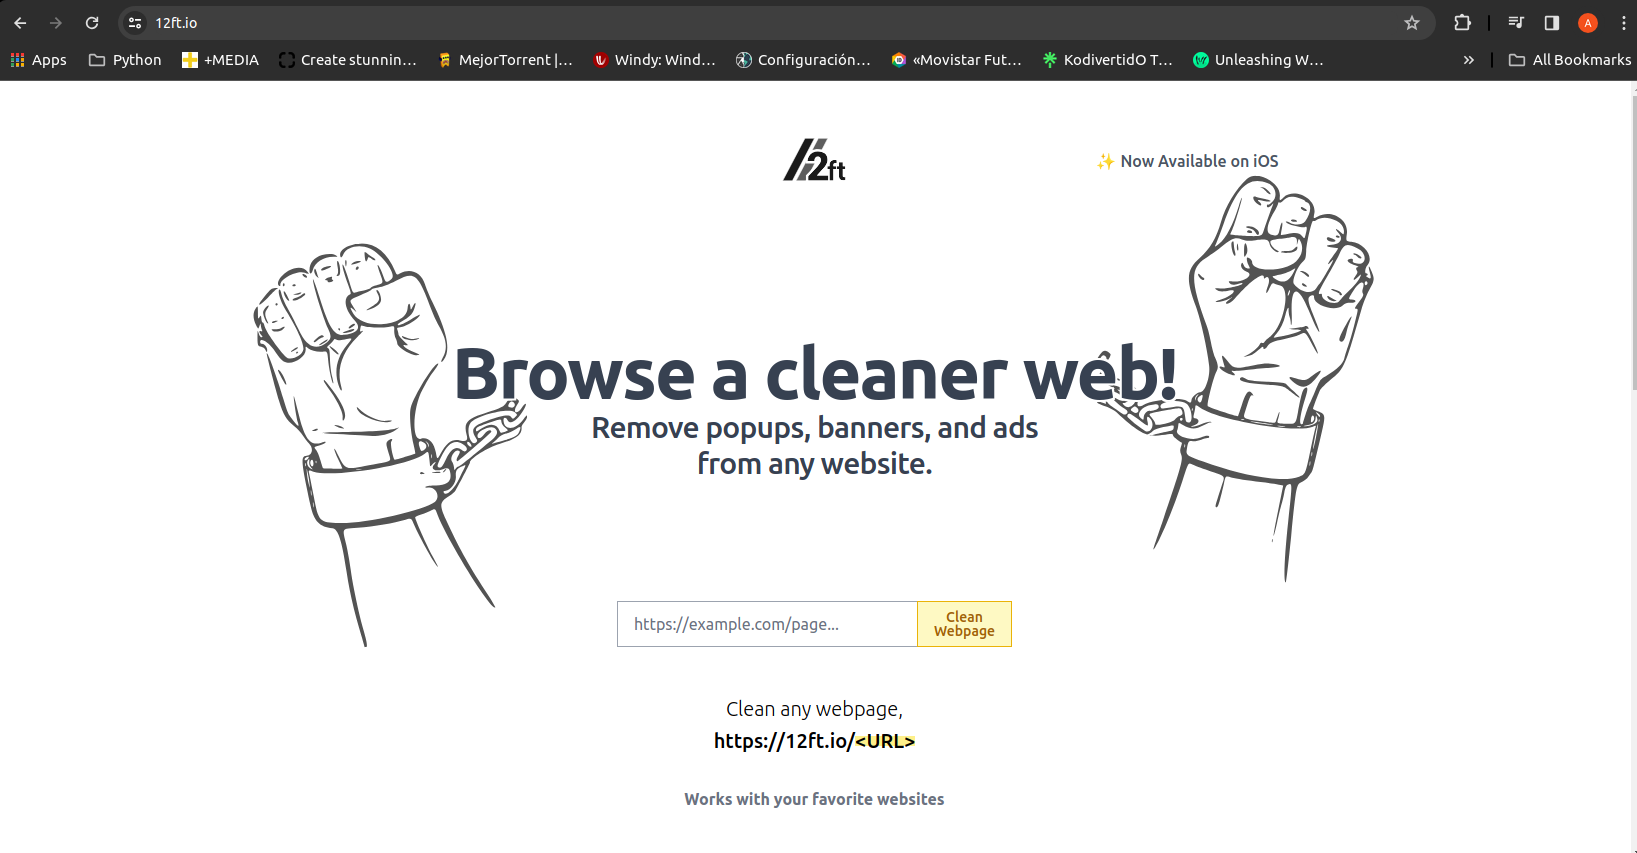 12ft.io
Apps Python +MEDIA Create stunnin... MejorTorrent |... Windy: Wind... Configuración... «Movistar Fut... KodivertidO T... Unleashing W... » All Bookmarks
A
12ft
✨ Now Available on iOS
Browse a cleaner web!
Remove popups, banners, and ads
from any website.
https://example.com/page...
Clean
Webpage
Clean any webpage,
https://12ft.io/<URL>
Works with your favorite websites